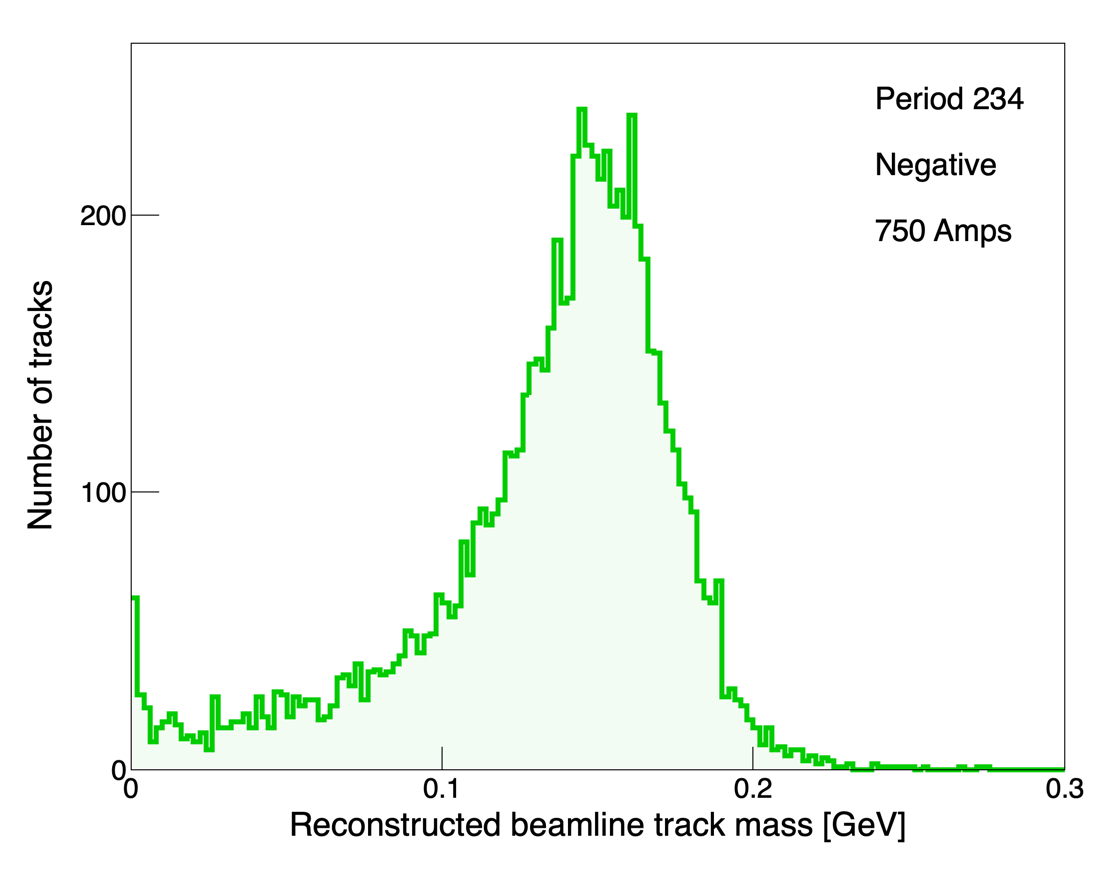 Period 234
Negative
750 Amps
Number of tracks
200
100
0
0 0.1 0.2 0.3
Reconstructed beamline track mass [GeV]